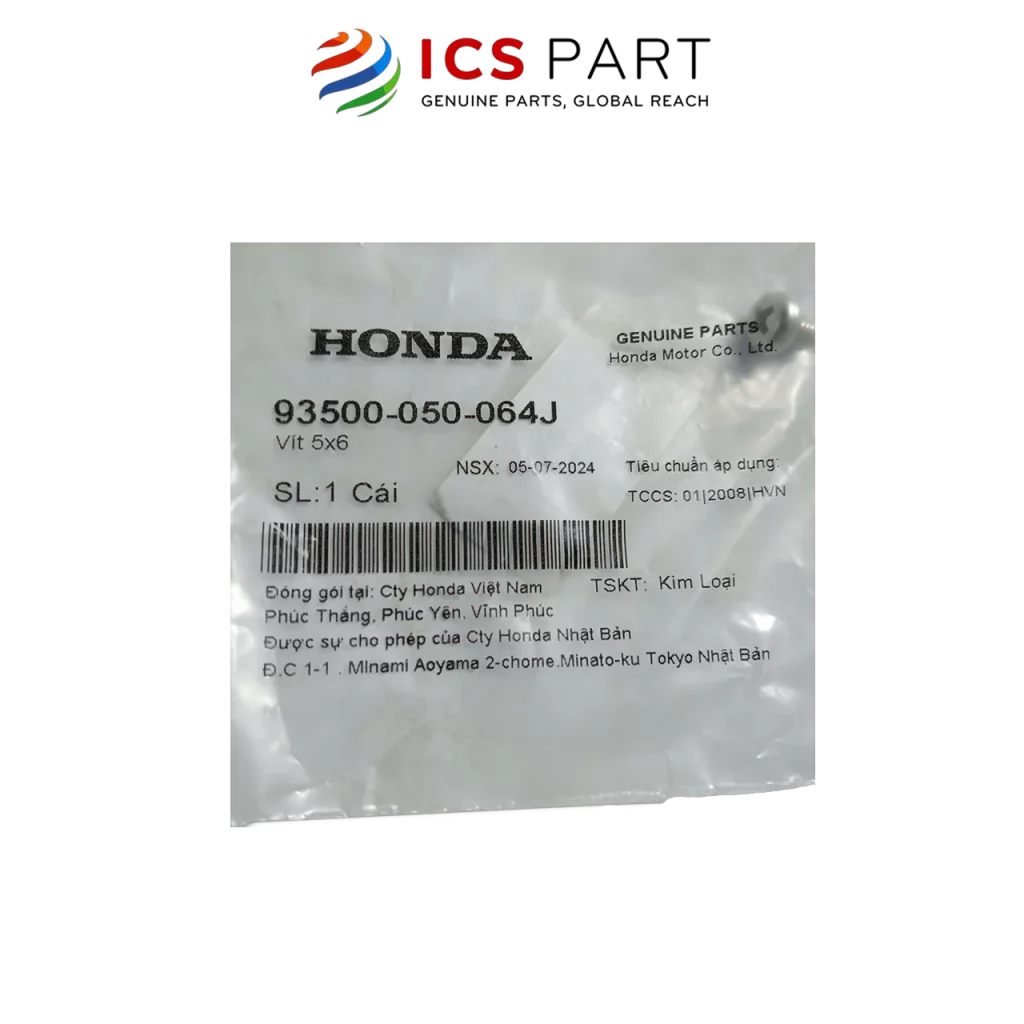 ICS PART
GENUINE PARTS, GLOBAL REACH
HONDA
GENUINE PARTS
Honda Motor Co., Ltd.
93500-050-064J
Vít 5x6
NSX: 05-07-2024
Tiêu chuẩn áp dụng:
SL:1 Cái
TCCS: 01|2008|HVN
Đóng gói tại: Cty Honda Việt Nam
TSKT: Kim Loại
Phúc Thắng, Phúc Yên. Vĩnh Phúc
Được sự cho phép của Cty Honda Nhật Bản
Đ.C 1-1 . MInami Aoyama 2-chome.Minato-ku Tokyo Nhật Bản